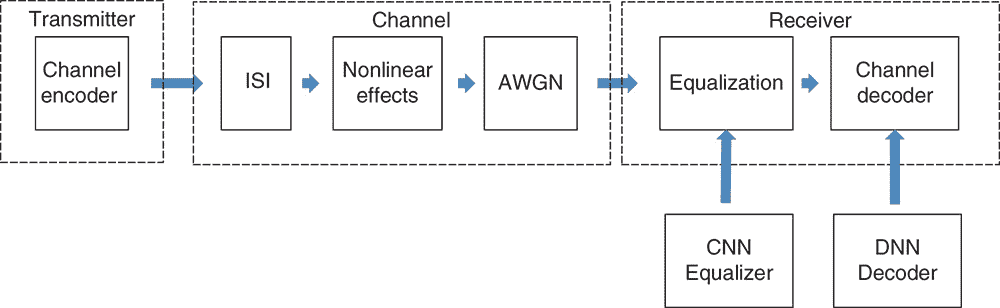 Transmitter
Channel
Receiver
Channel
encoder
ISI
Nonlinear
effects
AWGN
Equalization
Channel
decoder
CNN
Equalizer
DNN
Decoder